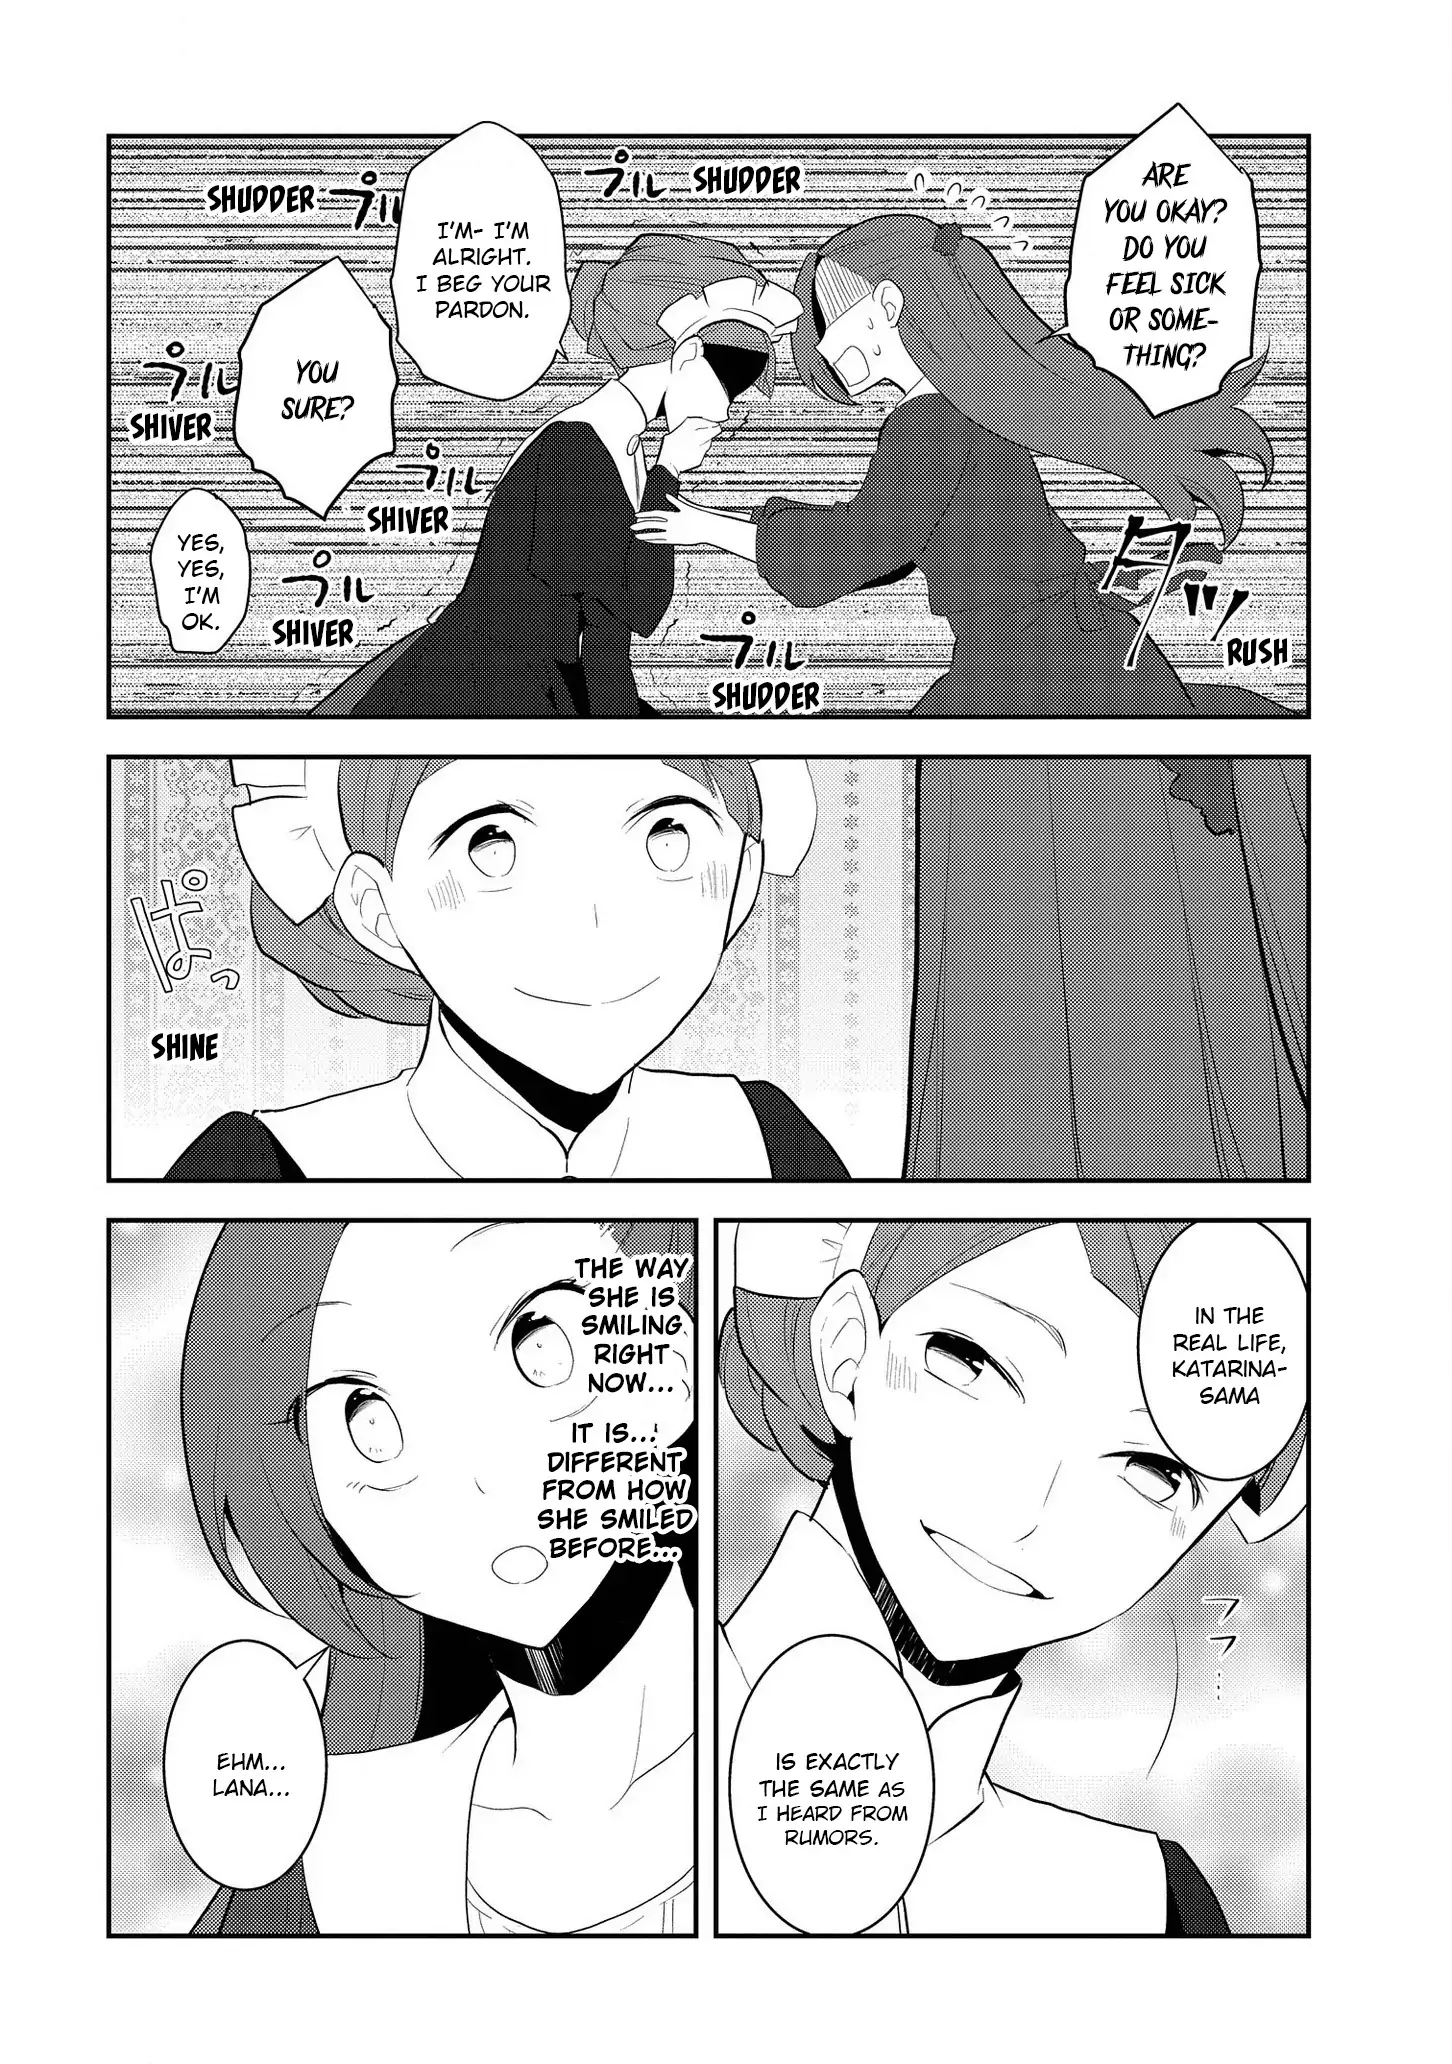 ARE
YOU OKAY?
DO YOU
FEEL SICK
OR SOME-
THING?
ダッ
RUSH
プル
SHUDDER
I'M- I'M
ALRIGHT.
I BEG YOUR
PARDON.
プル
SHUDDER
YOU
SURE?
プル
SHIVER
プル
SHIVER
YES,
YES,
I'M
OK.
プル
SHIVER
プル
SHUDDER
ぱっ
SHINE
IN THE
REAL LIFE,
KATARINA-
SAMA
IS EXACTLY
THE SAME AS
I HEARD FROM
RUMORS.
THE WAY
SHE IS
SMILING
RIGHT
NOW...
IT IS...
DIFFERENT
FROM HOW
SHE SMILED
BEFORE...
EHM...
LANA...